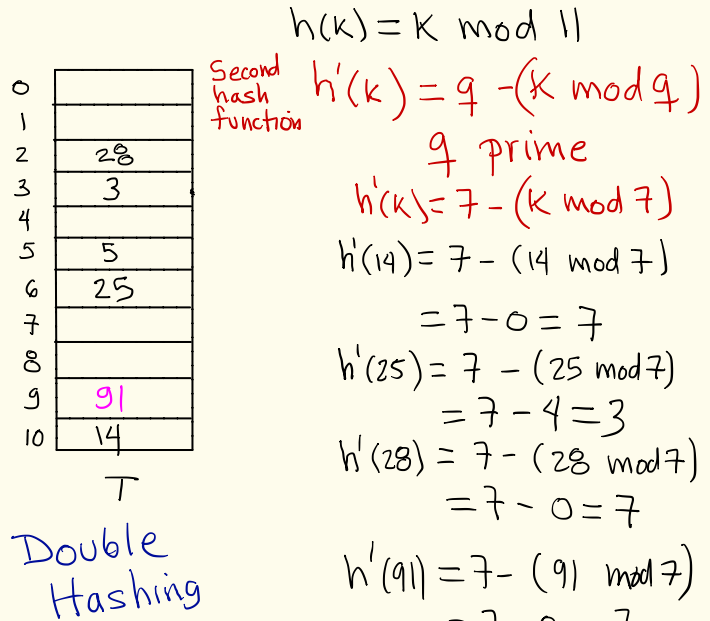 h(k) = k mod 11
Second
hash
function
h'(k) = q - (k mod q)
q prime
h'(k) = 7 - (k mod 7)
h'(14) = 7 - (14 mod 7)
= 7 - 0 = 7
h'(25) = 7 - (25 mod 7)
= 7 - 4 = 3
h'(28) = 7 - (28 mod 7)
= 7 - 0 = 7
h'(91) = 7 - (91 mod 7)
0
1
2 28
3 3
4
5 5
6 25
7
8
9 91
10 14
T
Double
Hashing